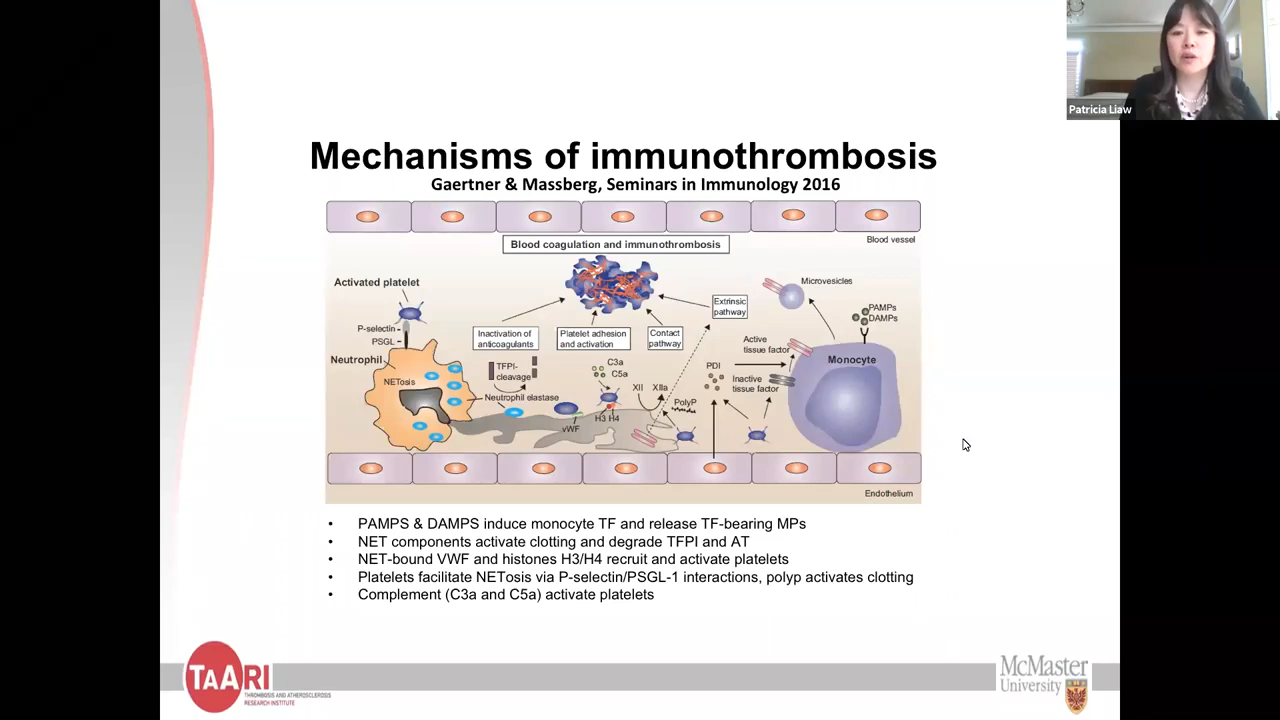 Patricia Liaw
Mechanisms of immunothrombosis
Gaertner & Massberg, Seminars in Immunology 2016
Blood vessel
Blood coagulation and immunothrombosis
Activated platelet
Microvesicles
PAMPs
DAMPs
Extrinsic
pathway
P-selectin
PSGL
Inactivation of
anticoagulants
Platelet adhesion
and activation
Contact
pathway
Active
tissue factor
Monocyte
Neutrophil
TFPI-
cleavage
C3a
C5a
PDI
NETosis
Inactive
tissue factor
XII
XIIa
Neutrophil elastase
PolyP
H3 H4
vWF
Endothelium
• PAMPS & DAMPS induce monocyte TF and release TF-bearing MPs
• NET components activate clotting and degrade TFPI and AT
• NET-bound VWF and histones H3/H4 recruit and activate platelets
• Platelets facilitate NETosis via P-selectin/PSGL-1 interactions, polyp activates clotting
• Complement (C3a and C5a) activate platelets
TAARI
THROMBOSIS AND ATHEROSCLEROSIS
RESEARCH INSTITUTE
McMaster
University